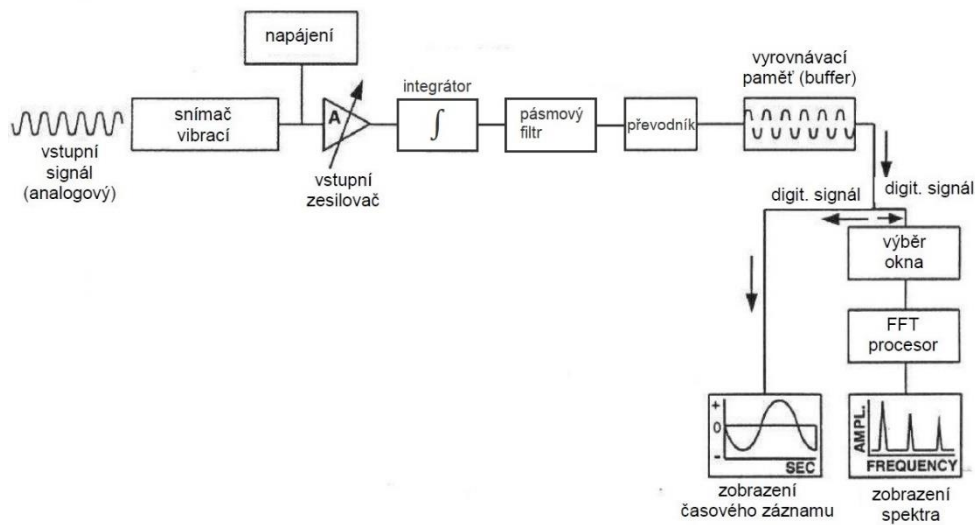 napájení
vstupní
signál
(analogový)
snímač
vibrací
A
vstupní
zesilovač
integrátor
∫
pásmový
filtr
převodník
vyrovnávací
paměť (buffer)
digit. signál
digit. signál
výběr
okna
FFT
procesor
+
0
-
SEC
zobrazení
časového záznamu
AMPL.
FREQUENCY
zobrazení
spektra